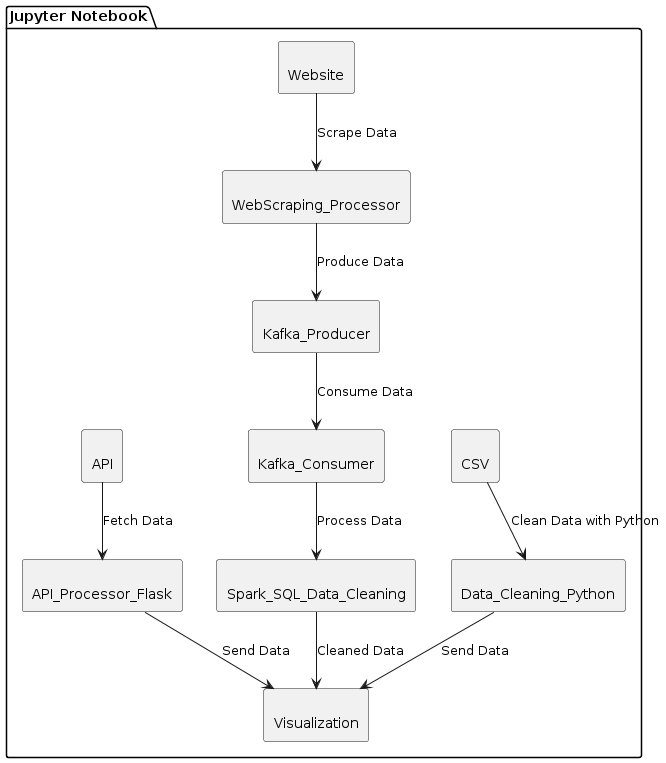 Jupyter Notebook
Website
Scrape Data
WebScraping_Processor
Produce Data
Kafka_Producer
Consume Data
API
Kafka_Consumer
CSV
Fetch Data
Process Data
Clean Data with Python
API_Processor_Flask
Spark_SQL_Data_Cleaning
Data_Cleaning_Python
Send Data
Cleaned Data
Send Data
Visualization